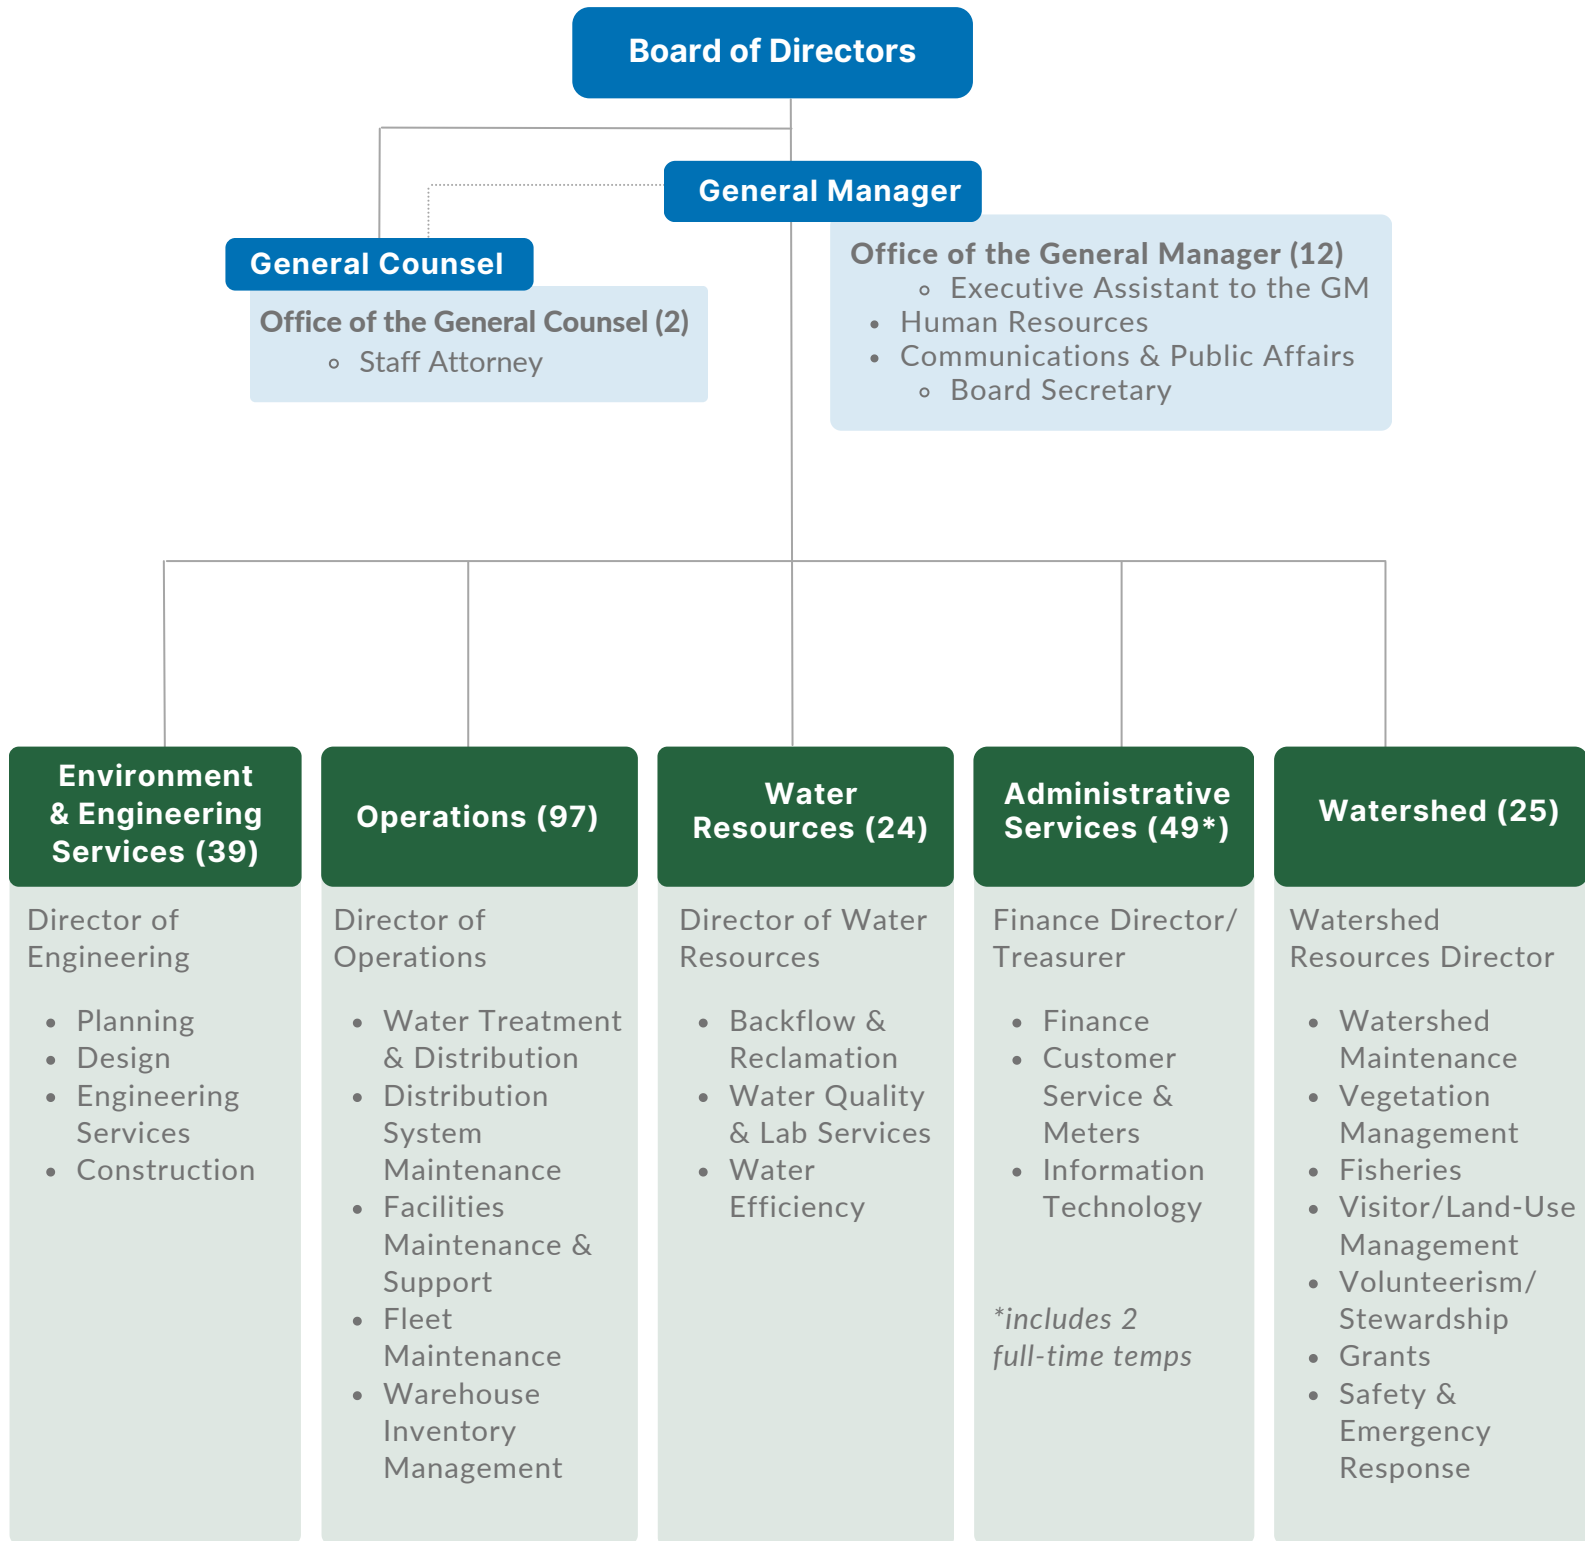 Board of Directors
General Manager
General Counsel
Office of the General Counsel (2)
Staff Attorney
Office of the General Manager (12)
Executive Assistant to the GM
Human Resources
Communications & Public Affairs
Board Secretary
Environment
& Engineering
Services (39)
Director of
Engineering
Planning
Design
Engineering
Services
Construction
Operations (97)
Director of
Operations
Water Treatment
& Distribution
Distribution
System
Maintenance
Facilities
Maintenance &
Support
Fleet
Maintenance
Warehouse
Inventory
Management
Water
Resources (24)
Director of Water
Resources
Backflow &
Reclamation
Water Quality
& Lab Services
Water
Efficiency
Administrative
Services (49*)
Finance Director/
Treasurer
Finance
Customer
Service &
Meters
Information
Technology
*includes 2
full-time temps
Watershed (25)
Watershed
Resources Director
Watershed
Maintenance
Vegetation
Management
Fisheries
Visitor/Land-Use
Management
Volunteerism/
Stewardship
Grants
Safety &
Emergency
Response